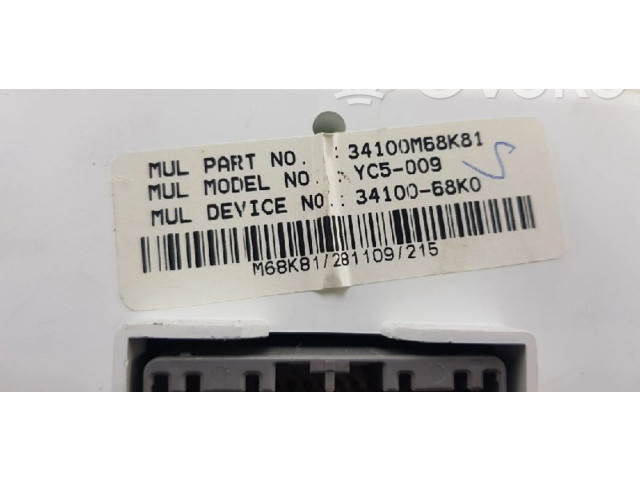 MUL PART NO. : 34100M68K81
MUL MODEL NO. : YC5-009
MUL DEVICE NO : 34100-68K0
M68K81/281109/215